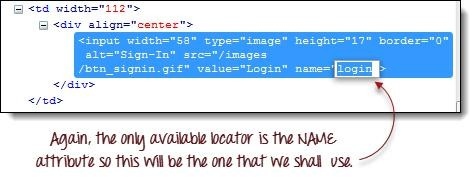 <td width="112">
<div align="center">
<input width="58" type="image" height="17" border="0"
alt="Sign-In" src="/images
/btn_signin.gif" value="Login" name="login">
</div>
</td>
Again, the only available locator is the NAME
attribute so this will be the one that we shall use.